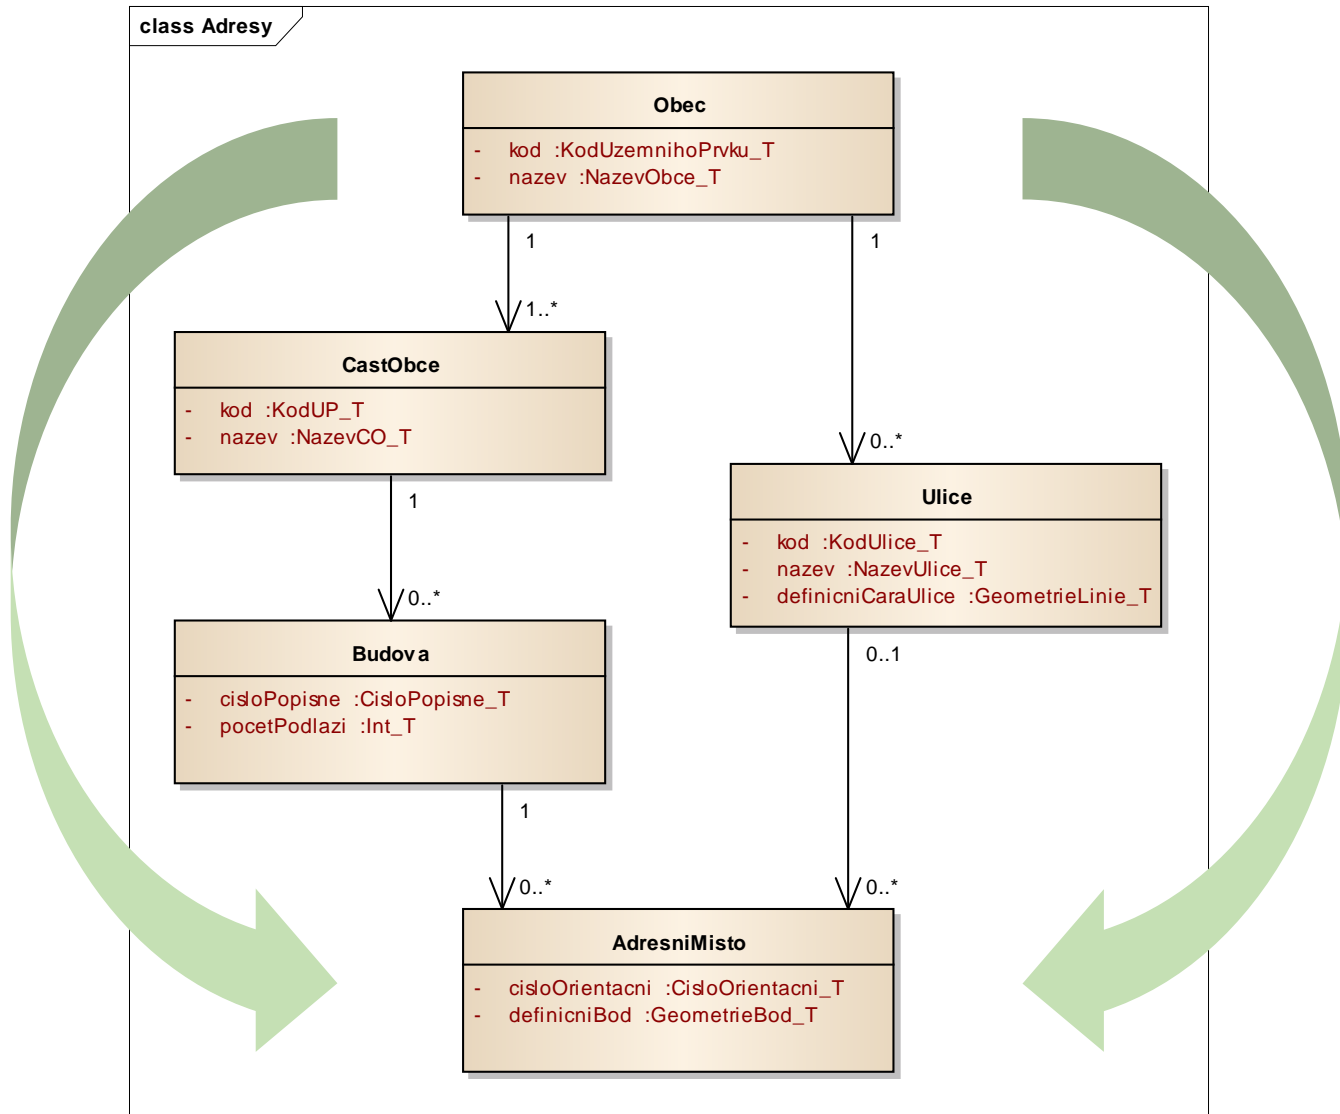 class Adresy
Obec
- kod :KodUzemnihoPrvku_T
- nazev :NazevObce_T
1
1
1..*
CastObce
- kod :KodUP_T
- nazev :NazevCO_T
0..*
Ulice
- kod :KodUlice_T
- nazev :NazevUlice_T
- definicniCaraUlice :GeometrieLinie_T
1
0..*
Budova
- cisloPopisne :CisloPopisne_T
- pocetPodlazi :Int_T
0..1
1
0..*
0..*
AdresniMisto
- cisloOrientacni :CisloOrientacni_T
- definicniBod :GeometrieBod_T